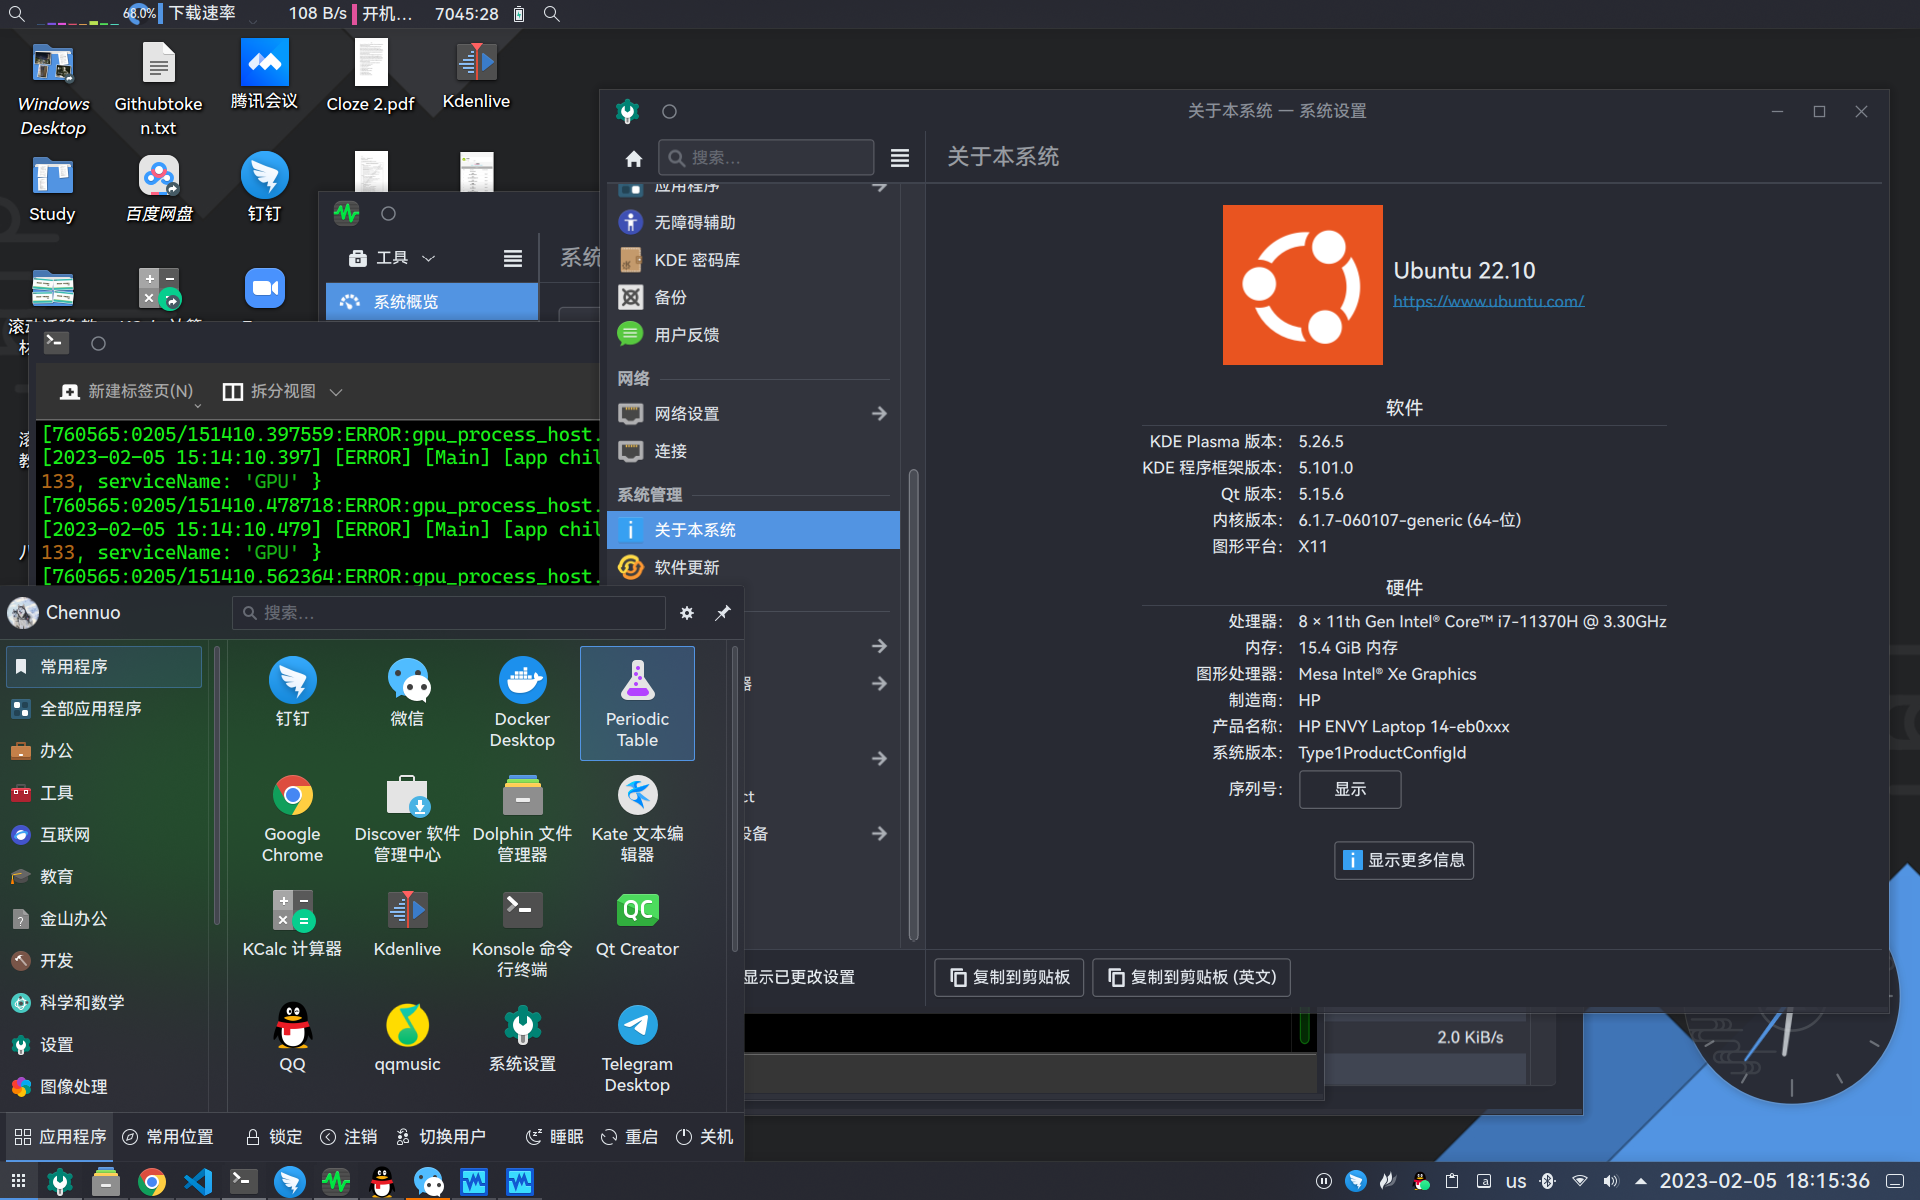 68.0%
下载速率
108 B/s
开机...
7045:28
Windows Desktop
Githubtoken.txt
腾讯会议
Cloze 2.pdf
Kdenlive
Study
百度网盘
钉钉
工具
系统
系统概览
新建标签页(N)
拆分视图
[760565:0205/151410.397559:ERROR:gpu_process_host.
[2023-02-05 15:14:10.397] [ERROR] [Main] [app chil
133, serviceName: 'GPU' }
[760565:0205/151410.478718:ERROR:gpu_process_host.
[2023-02-05 15:14:10.479] [ERROR] [Main] [app chil
133, serviceName: 'GPU' }
[760565:0205/151410.562364:ERROR:gpu_process_host.
关于本系统 — 系统设置
搜索...
关于本系统
应用程序
无障碍辅助
KDE 密码库
备份
用户反馈
网络
网络设置
连接
系统管理
关于本系统
软件更新
显示已更改设置
Ubuntu 22.10
https://www.ubuntu.com/
软件
KDE Plasma 版本： 5.26.5
KDE 程序框架版本： 5.101.0
Qt 版本： 5.15.6
内核版本： 6.1.7-060107-generic (64-位)
图形平台： X11
硬件
处理器： 8 × 11th Gen Intel® Core™ i7-11370H @ 3.30GHz
内存： 15.4 GiB 内存
图形处理器： Mesa Intel® Xe Graphics
制造商： HP
产品名称： HP ENVY Laptop 14-eb0xxx
系统版本： Type1ProductConfigId
序列号： 显示
显示更多信息
复制到剪贴板
复制到剪贴板 (英文)
2.0 KiB/s
Chennuo
搜索...
常用程序
全部应用程序
办公
工具
互联网
教育
金山办公
开发
科学和数学
设置
图像处理
钉钉
微信
Docker Desktop
Periodic Table
Google Chrome
Discover 软件管理中心
Dolphin 文件管理器
Kate 文本编辑器
KCalc 计算器
Kdenlive
Konsole 命令行终端
Qt Creator
QQ
qqmusic
系统设置
Telegram Desktop
应用程序
常用位置
锁定
注销
切换用户
睡眠
重启
关机
us
2023-02-05 18:15:36